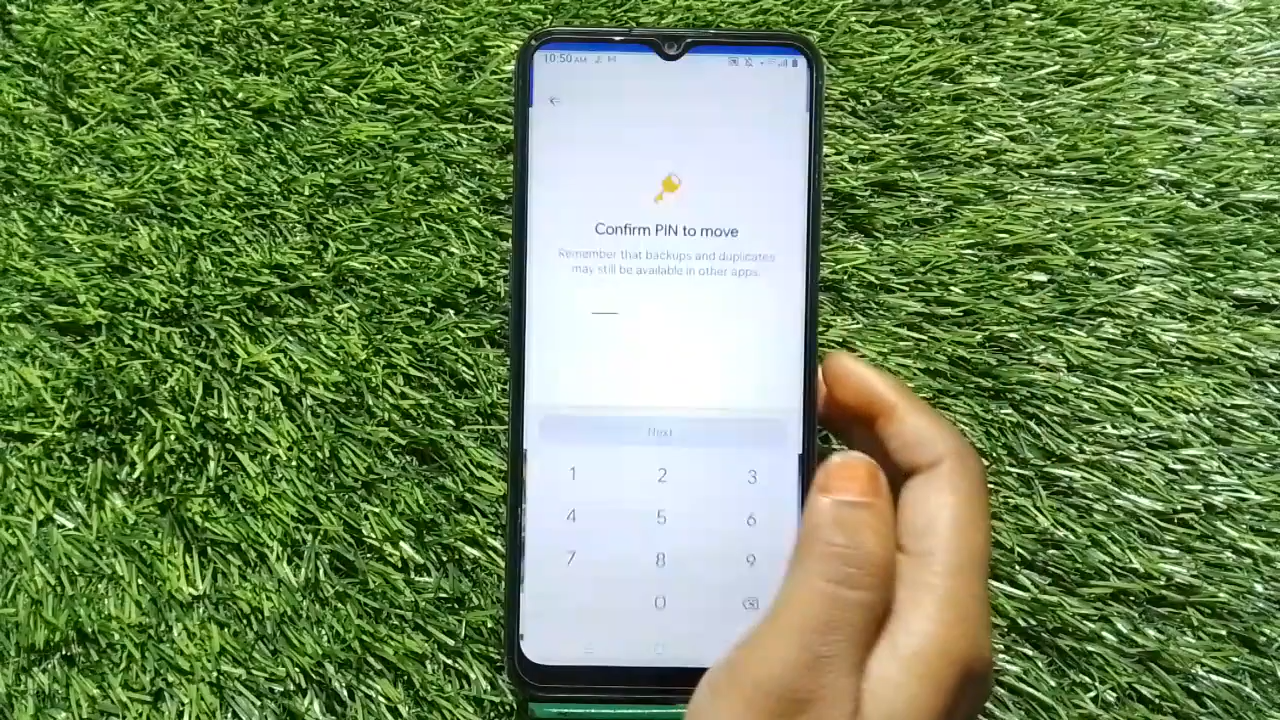 10:50 AM
Confirm PIN to move
Remember that backups and duplicates
may still be available in other apps.
Next
1 2 3
4 5 6
7 8 9
0